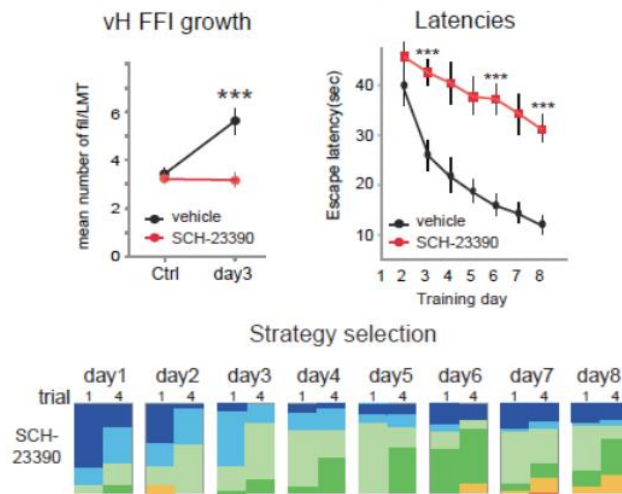 vH FFI growth
mean number of fil/LMT
6
4
2
0
***
vehicle
SCH-23390
Ctrl day3
Latencies
Escape latency(sec)
40
30
20
10
*** *** ***
vehicle
SCH-23390
1 2 3 4 5 6 7 8
Training day
Strategy selection
day1 day2 day3 day4 day5 day6 day7 day8
trial 1 4 1 4 1 4 1 4 1 4 1 4 1 4 1 4
SCH-
23390